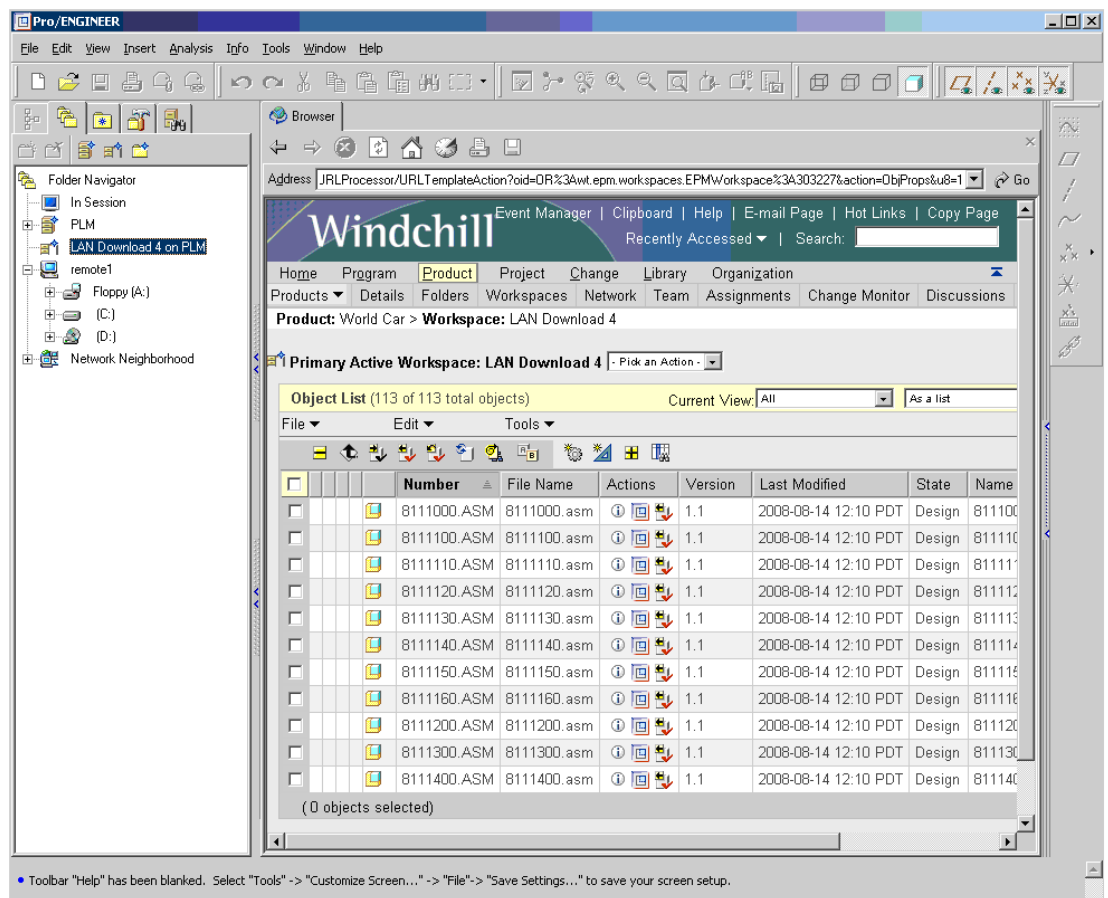 Pro/ENGINEER
File Edit View Insert Analysis Info Tools Window Help
Browser
Address JRLProcessor/URLTemplateAction?oid=OR%3Awt.epm.workspaces.EPMWorkspace%3A303227&action=ObjProps&u8=1 Go
Folder Navigator
In Session
PLM
LAN Download 4 on PLM
remote1
Floppy (A:)
(C:)
(D:)
Network Neighborhood
Windchill
Event Manager | Clipboard | Help | E-mail Page | Hot Links | Copy Page
Recently Accessed | Search:
Home Program Product Project Change Library Organization
Products Details Folders Workspaces Network Team Assignments Change Monitor Discussions
Product: World Car > Workspace: LAN Download 4
Primary Active Workspace: LAN Download 4 - Pick an Action -
Object List (113 of 113 total objects) Current View: All As a list
File Edit Tools
Number File Name Actions Version Last Modified State Name
8111000.ASM 8111000.asm 1.1 2008-08-14 12:10 PDT Design 811100
8111100.ASM 8111100.asm 1.1 2008-08-14 12:10 PDT Design 811110
8111110.ASM 8111110.asm 1.1 2008-08-14 12:10 PDT Design 811111
8111120.ASM 8111120.asm 1.1 2008-08-14 12:10 PDT Design 811112
8111130.ASM 8111130.asm 1.1 2008-08-14 12:10 PDT Design 811113
8111140.ASM 8111140.asm 1.1 2008-08-14 12:10 PDT Design 811114
8111150.ASM 8111150.asm 1.1 2008-08-14 12:10 PDT Design 811115
8111160.ASM 8111160.asm 1.1 2008-08-14 12:10 PDT Design 811116
8111200.ASM 8111200.asm 1.1 2008-08-14 12:10 PDT Design 811120
8111300.ASM 8111300.asm 1.1 2008-08-14 12:10 PDT Design 811130
8111400.ASM 8111400.asm 1.1 2008-08-14 12:10 PDT Design 811140
(0 objects selected)
Toolbar "Help" has been blanked. Select "Tools" -> "Customize Screen..." -> "File"-> "Save Settings..." to save your screen setup.